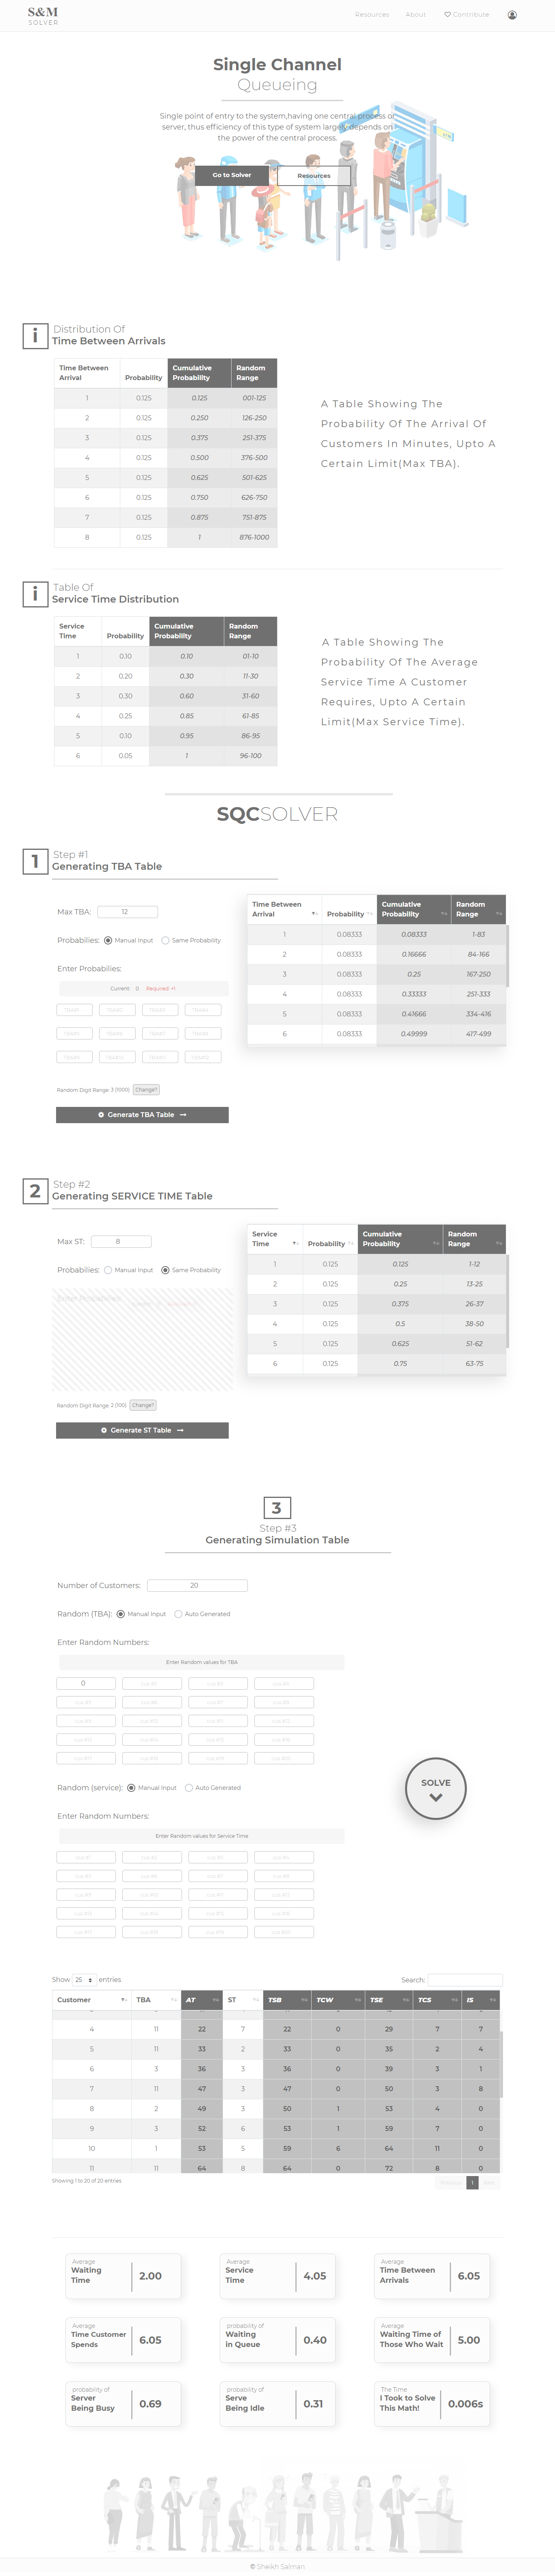 S&M
SOLVER
Resources About Contribute
Single Channel
Queueing
Single point of entry to the system,having one central process or
server, thus efficiency of this type of system largely depends on
the power of the central process.
Go to Solver Resources
i
Distribution Of
Time Between Arrivals
Time Between Arrival Probability Cumulative Probability Random Range
1 0.125 0.125 001-125
2 0.125 0.250 126-250
3 0.125 0.375 251-375
4 0.125 0.500 376-500
5 0.125 0.625 501-625
6 0.125 0.750 626-750
7 0.125 0.875 751-875
8 0.125 1 876-1000
A Table Showing The
Probability Of The Arrival Of
Customers In Minutes, Upto A
Certain Limit(Max TBA).
i
Table Of
Service Time Distribution
Service Time Probability Cumulative Probability Random Range
1 0.10 0.10 01-10
2 0.20 0.30 11-30
3 0.30 0.60 31-60
4 0.25 0.85 61-85
5 0.10 0.95 86-95
6 0.05 1 96-100
A Table Showing The
Probability Of The Average
Service Time A Customer
Requires, Upto A Certain
Limit(Max Service Time).
SQCSOLVER
1
Step #1
Generating TBA Table
Max TBA: 12
Probabilies: Manual Input Same Probability
Enter Probabilies:
Current: 0 Required: +1
Random Digit Range: 3 (1000) Change?
Generate TBA Table
Time Between Arrival Probability Cumulative Probability Random Range
1 0.08333 0.08333 1-83
2 0.08333 0.16666 84-166
3 0.08333 0.25 167-250
4 0.08333 0.33333 251-333
5 0.08333 0.41666 334-416
6 0.08333 0.49999 417-499
2
Step #2
Generating SERVICE TIME Table
Max ST: 8
Probabilies: Manual Input Same Probability
Enter Probabilies:
Random Digit Range: 2 (100) Change?
Generate ST Table
Service Time Probability Cumulative Probability Random Range
1 0.125 0.125 1-12
2 0.125 0.25 13-25
3 0.125 0.375 26-37
4 0.125 0.5 38-50
5 0.125 0.625 51-62
6 0.125 0.75 63-75
3
Step #3
Generating Simulation Table
Number of Customers: 20
Random (TBA): Manual Input Auto Generated
Enter Random Numbers:
Enter Random values for TBA
0
Random (service): Manual Input Auto Generated
Enter Random Numbers:
Enter Random values for Service Time
SOLVE
Show 25 entries Search:
Customer TBA AT ST TSB TCW TSE TCS IS
4 11 22 7 22 0 29 7 7
5 11 33 2 33 0 35 2 4
6 3 36 3 36 0 39 3 1
7 11 47 3 47 0 50 3 8
8 2 49 3 50 1 53 4 0
9 3 52 6 53 1 59 7 0
10 1 53 5 59 6 64 11 0
11 11 64 8 64 0 72 8 0
Showing 1 to 20 of 20 entries
Previous 1 Next
Average
Waiting Time 2.00
Average
Service Time 4.05
Average
Time Between Arrivals 6.05
Average
Time Customer Spends 6.05
probability of
Waiting in Queue 0.40
Average
Waiting Time of Those Who Wait 5.00
probability of
Server Being Busy 0.69
probability of
Serve Being Idle 0.31
The Time
I Took to Solve This Math! 0.006s
© Sheikh Salman